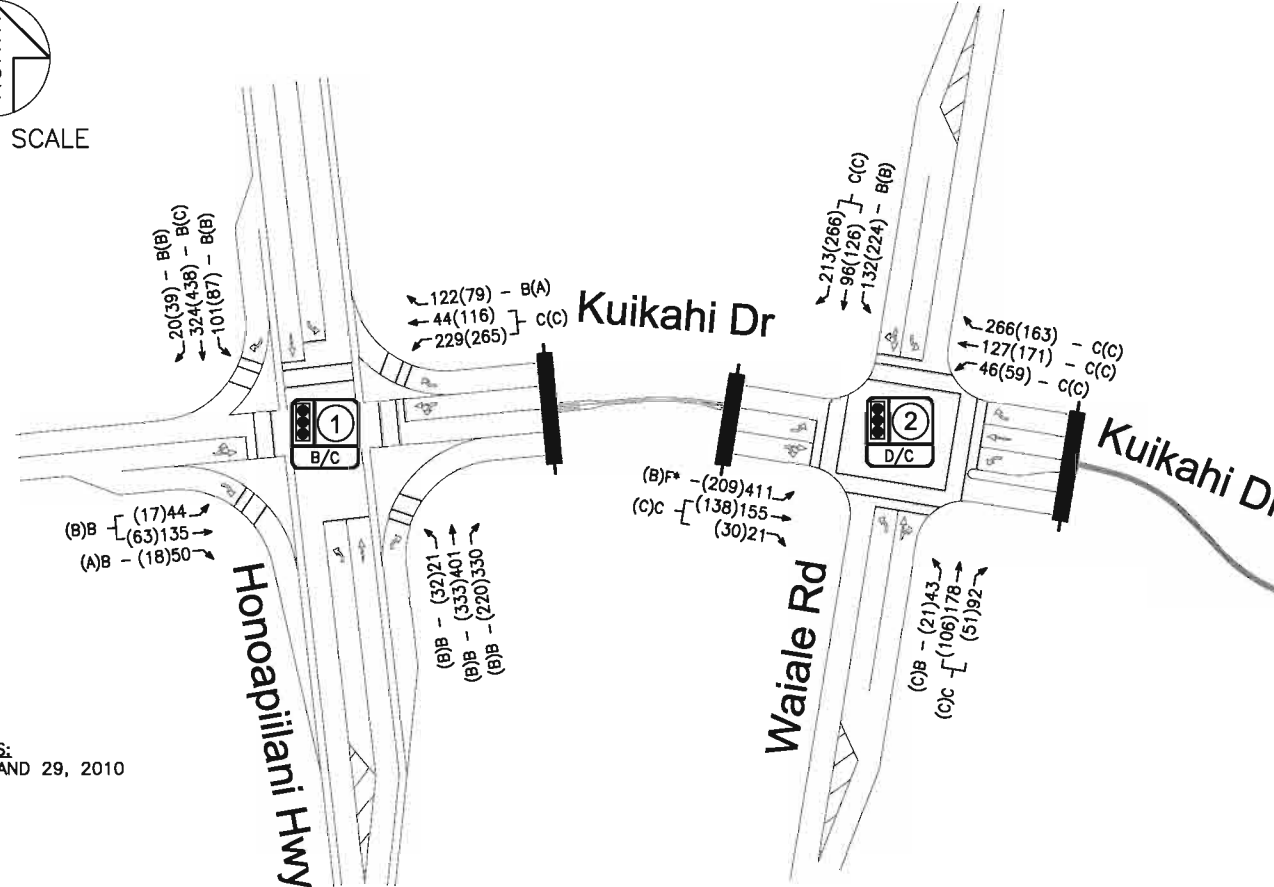 SCALE
20(39) - B(B)
324(438) - B(C)
101(87) - B(B)
122(79) - B(A)
44(116)
229(265)
C(C)
Kuikahi Dr
213(266)
96(126)
C(C)
132(224) - B(B)
266(163) - C(C)
127(171) - C(C)
46(59) - C(C)
Kuikahi Dr
1
B/C
2
D/C
(B)B
(17)44
(63)135
(A)B - (18)50
(B)B - (32)21
(B)B - (333)401
(B)B - (220)330
(B)F* - (209)411
(C)C
(138)155
(30)21
(C)B - (21)43
(C)C
(106)178
(51)92
Honoapiilani Hwy
Waiale Rd
S:
AND 29, 2010